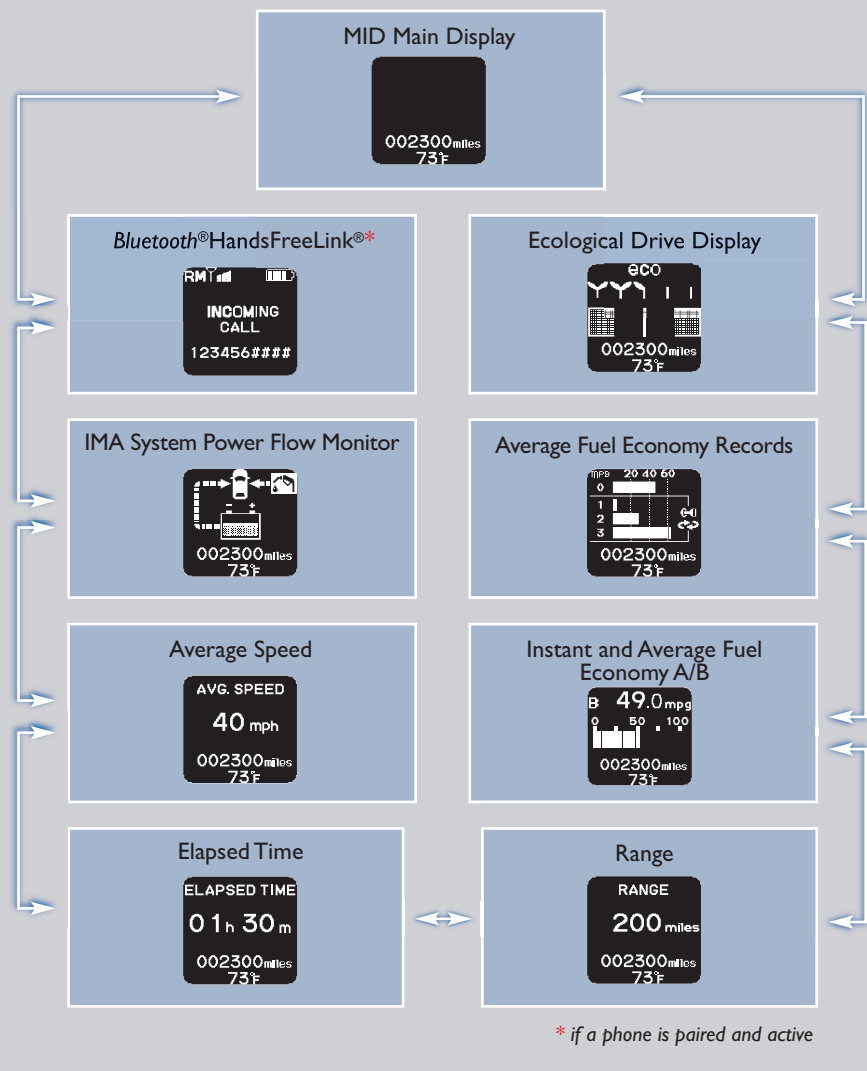 MID Main Display
002300miles
73°F
Bluetooth®HandsFreeLink®*
RM
INCOMING
CALL
123456####
Ecological Drive Display
eco
002300miles
73°F
IMA System Power Flow Monitor
- +
002300miles
73°F
Average Fuel Economy Records
mpg 20 40 60
0
1
2
3
002300miles
73°F
Average Speed
AVG. SPEED
40 mph
002300miles
73°F
Instant and Average Fuel
Economy A/B
B 49.0 mpg
0 50 100
002300miles
73°F
Elapsed Time
ELAPSED TIME
01h 30m
002300miles
73°F
Range
RANGE
200 miles
002300miles
73°F
* if a phone is paired and active